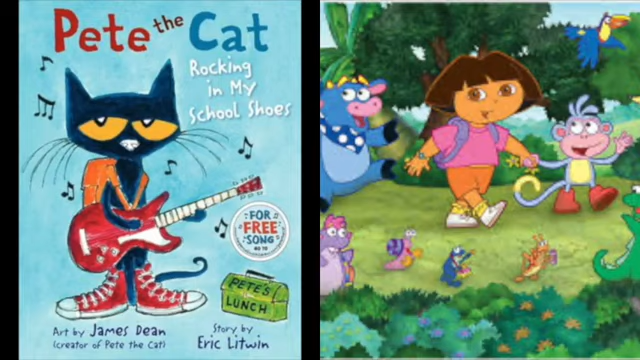 Pete the Cat
Rocking
in My
School Shoes
FOR
FREE
SONG
PETE'S
LUNCH
Art by James Dean
(creator of Pete the Cat)
Story by
Eric Litwin